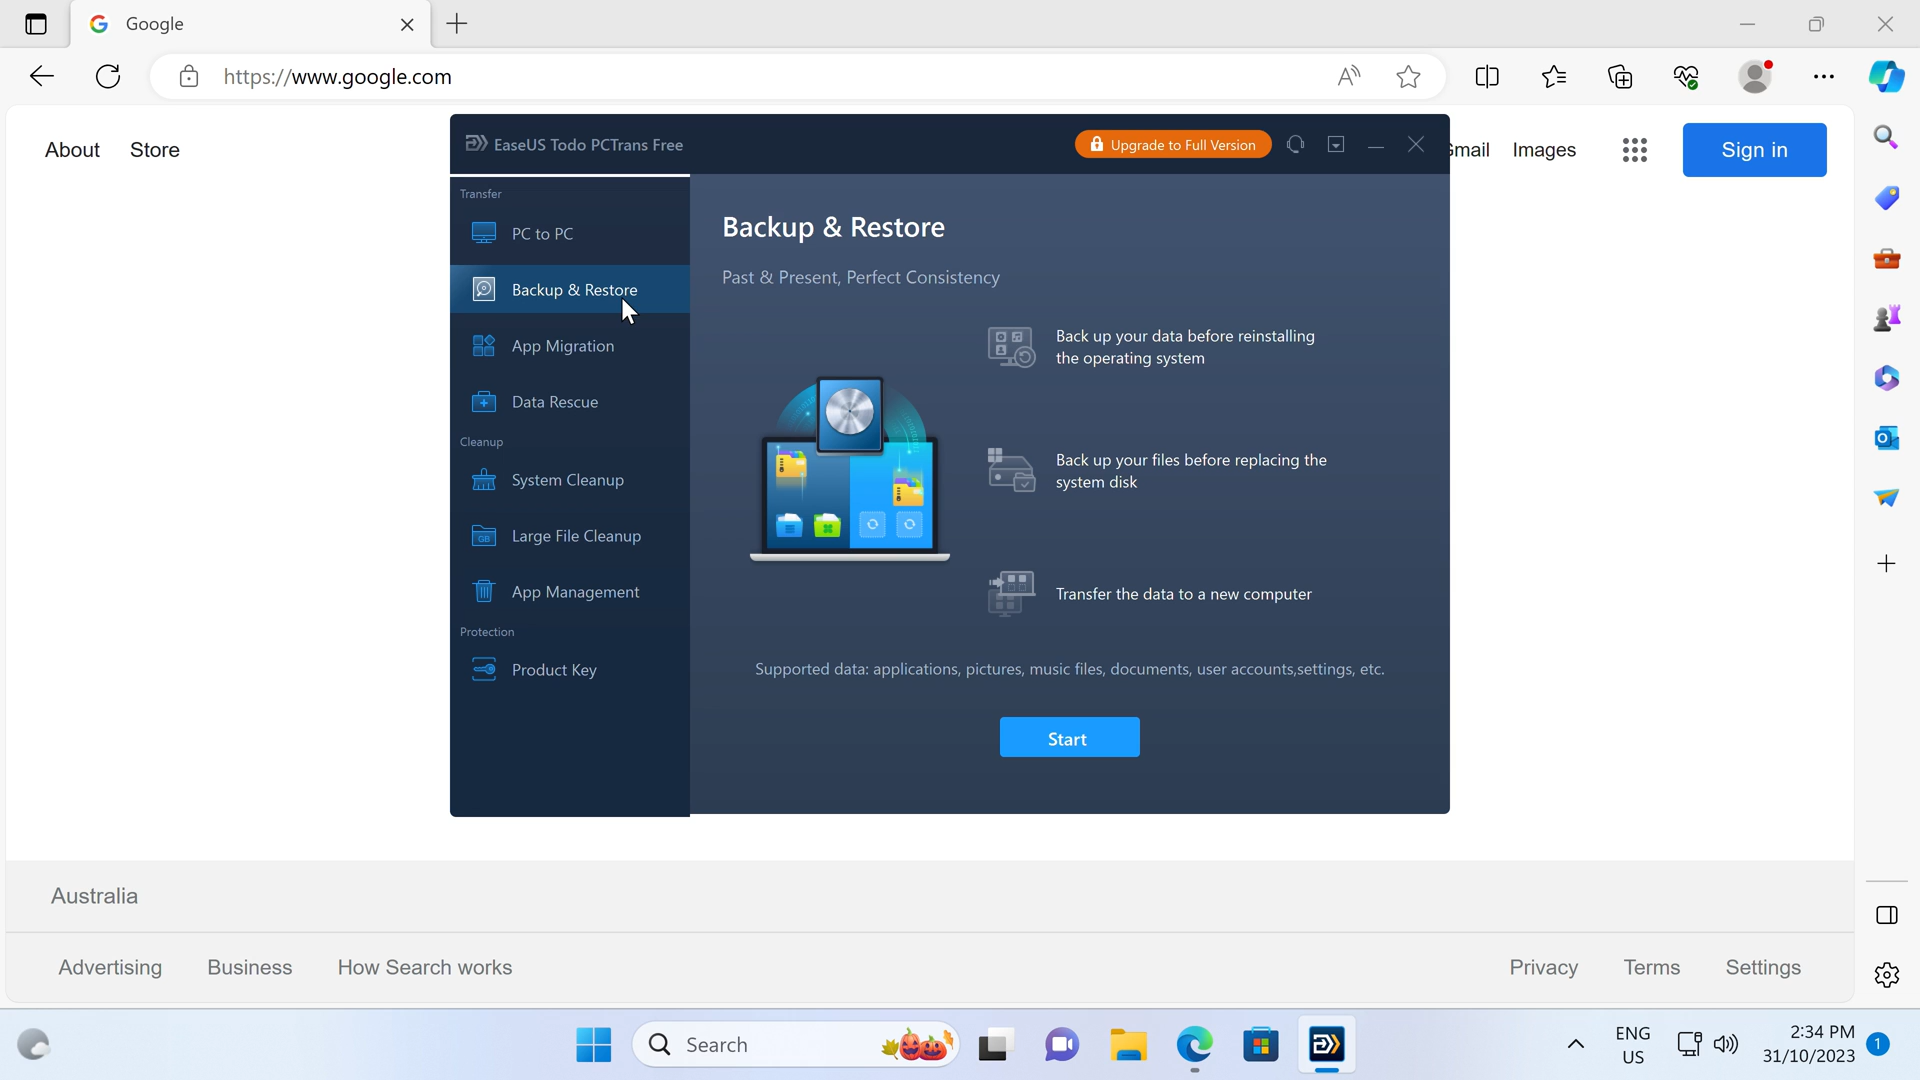 Google
https://www.google.com
About
Store
Gmail
Images
Sign in
EaseUS Todo PCTrans Free
Upgrade to Full Version
Transfer
PC to PC
Backup & Restore
App Migration
Data Rescue
Cleanup
System Cleanup
GB
Large File Cleanup
App Management
Protection
Product Key
Backup & Restore
Past & Present, Perfect Consistency
Back up your data before reinstalling
the operating system
Back up your files before replacing the
system disk
Transfer the data to a new computer
Supported data: applications, pictures, music files, documents, user accounts,settings, etc.
Start
Australia
Advertising
Business
How Search works
Privacy
Terms
Settings
Search
ENG
US
2:34 PM
31/10/2023
1